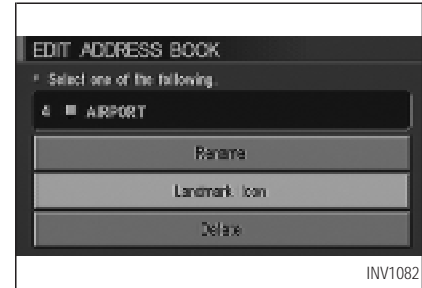 EDIT ADDRESS BOOK
Select one of the following.
4 AIRPORT
Rename
Landmark Icon
Delete
INV1082